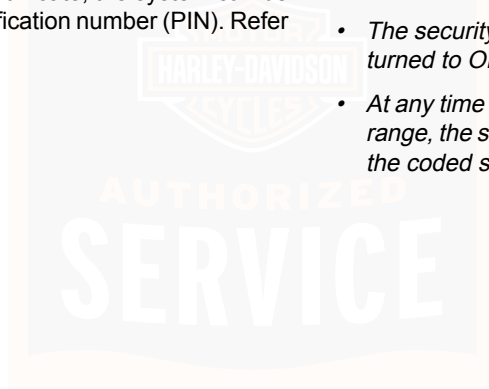 fication number (PIN). Refer
• The security
turned to O
• At any time
range, the s
the coded s
MOTOR
HARLEY-DAVIDSON
CYCLES
AUTHORIZED
SERVICE